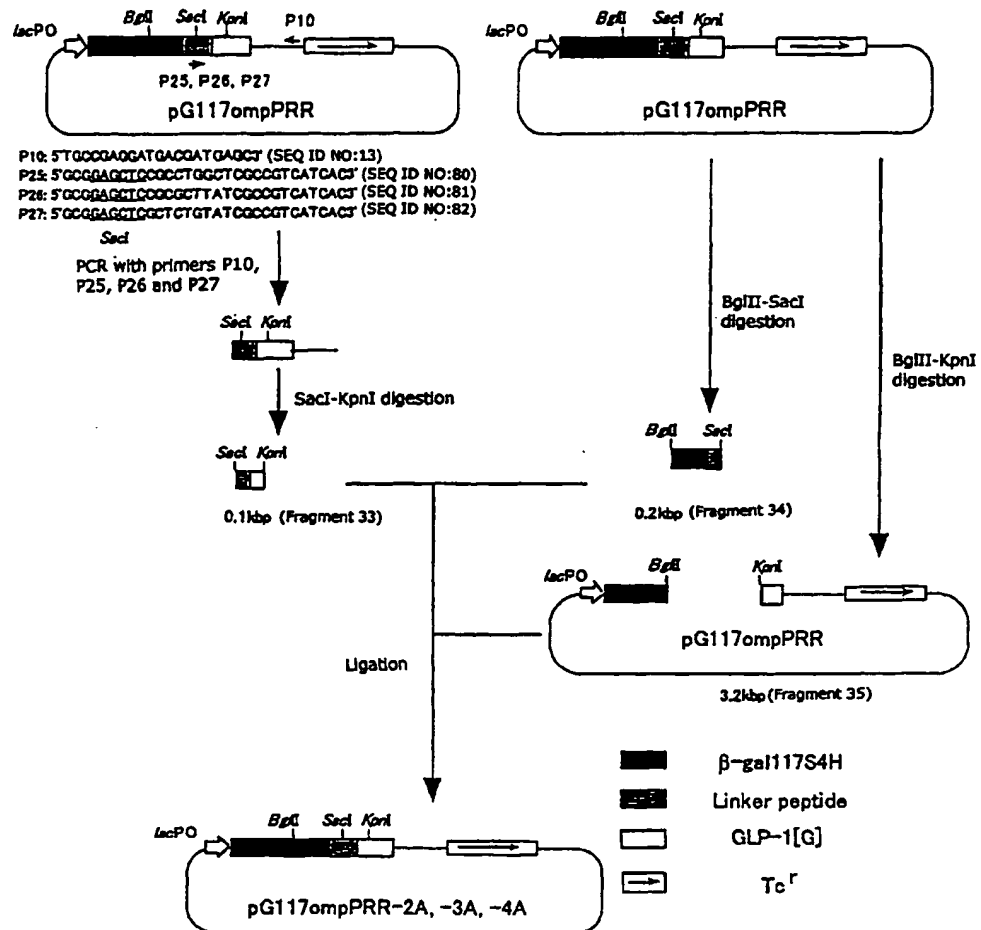 BglII SacI KpnI
P10
lacPO
P25, P26, P27
pG117ompPRR
BglII SacI KpnI
lacPO
pG117ompPRR
P10: 5'TGCCGAGGATGACGATGAGC3' (SEQ ID NO:13)
P25: 5'GCGGAGCTCCGCCTGGCTCGCCGTCATCAC3' (SEQ ID NO:80)
P26: 5'GCGGAGCTCCGCGCTTATCGCCGTCATCAC3' (SEQ ID NO:81)
P27: 5'GCGGAGCTCGCTCTGTATCGCCGTCATCAC3' (SEQ ID NO:82)
SacI
PCR with primers P10,
P25, P26 and P27
SacI KpnI
SacI-KpnI digestion
SacI KpnI
0.1kbp (Fragment 33)
BglII-SacI
digestion
BglII SacI
0.2kbp (Fragment 34)
BglII-KpnI
digestion
lacPO BglII KpnI
pG117ompPRR
3.2kbp (Fragment 35)
Ligation
BglII SacI KpnI
lacPO
pG117ompPRR-2A, -3A, -4A
β-gal117S4H
Linker peptide
GLP-1[G]
Tc r